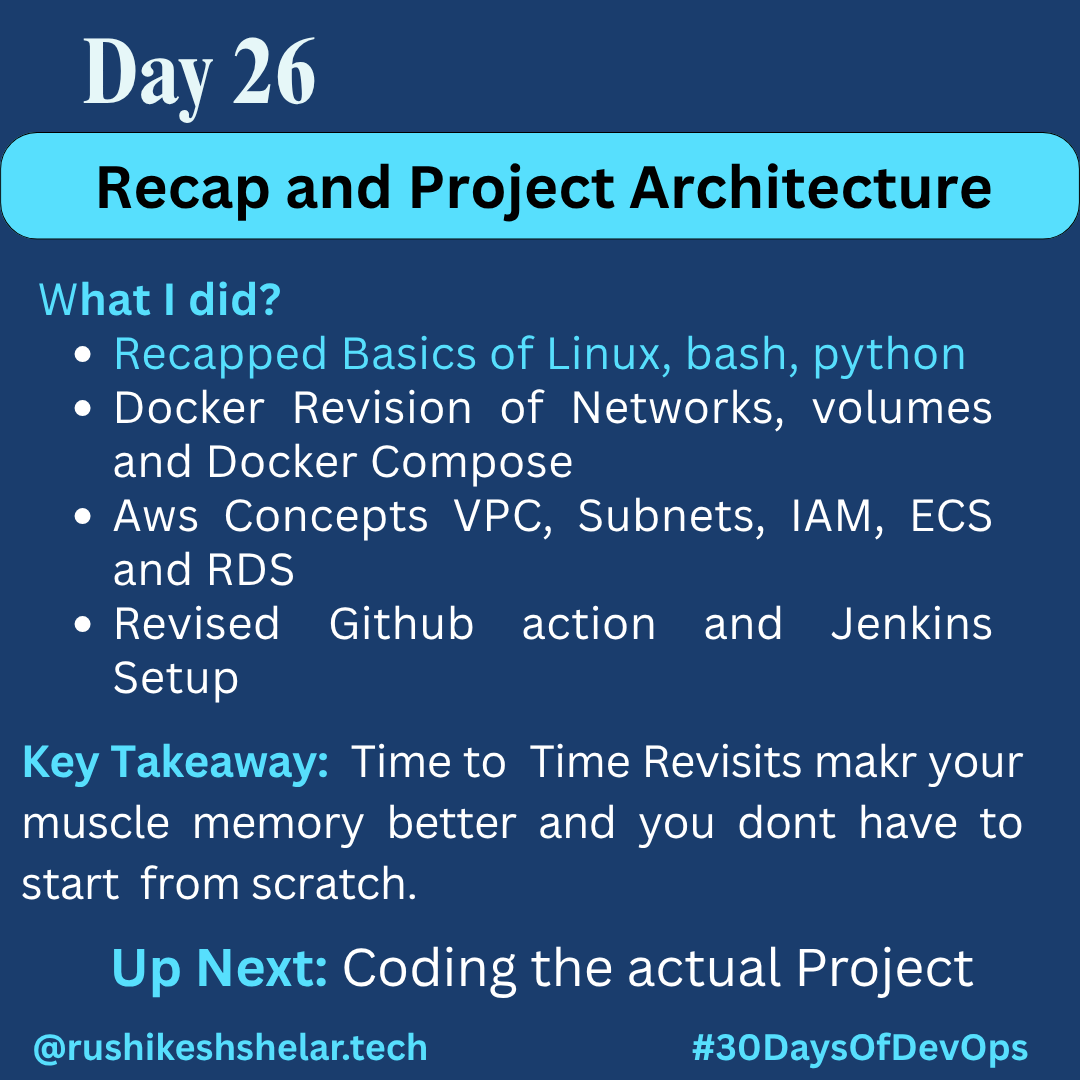 Day 26
Recap and Project Architecture
What I did?
Recapped Basics of Linux, bash, python
Docker Revision of Networks, volumes
and Docker Compose
Aws Concepts VPC, Subnets, IAM, ECS
and RDS
Revised Github action and Jenkins
Setup
Key Takeaway: Time to Time Revisits makr your
muscle memory better and you dont have to
start from scratch.
Up Next: Coding the actual Project
@rushikeshshelar.tech
#30DaysOfDevOps